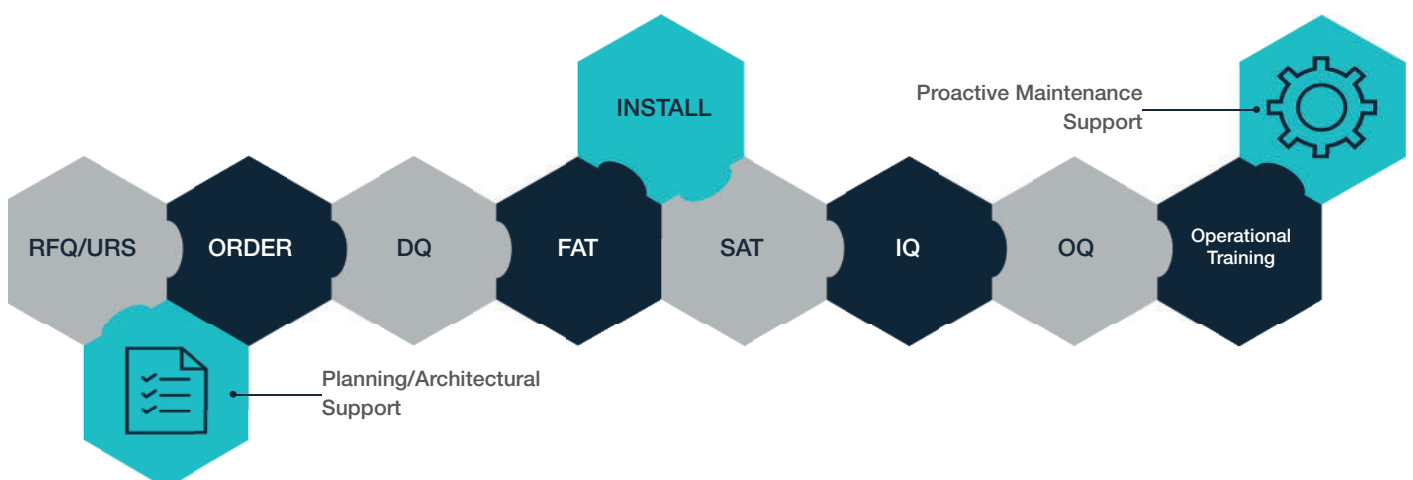 INSTALL
Proactive Maintenance
Support
RFQ/URS
ORDER
DQ
FAT
SAT
IQ
OQ
Operational
Training
Planning/Architectural
Support